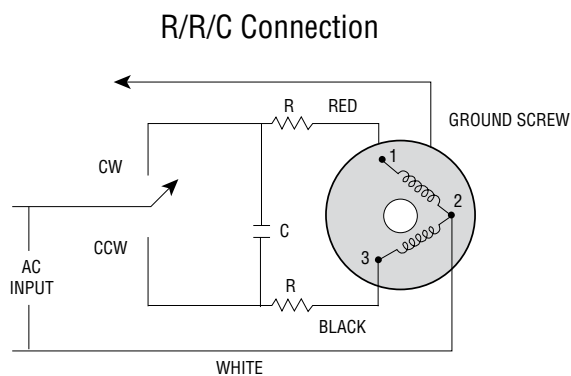 R/R/C Connection
R
RED
GROUND SCREW
1
CW
2
C
CCW
3
AC
INPUT
R
BLACK
WHITE